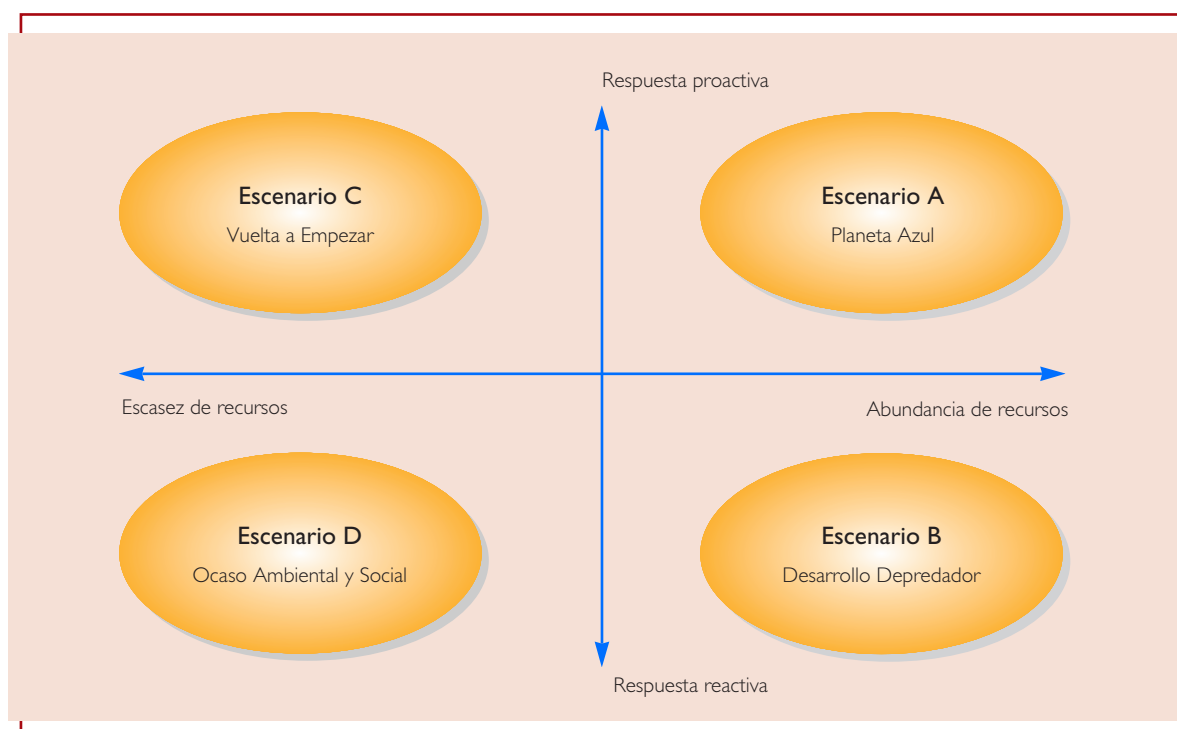 Respuesta proactiva
Escenario C
Vuelta a Empezar
Escenario A
Planeta Azul
Escasez de recursos
Abundancia de recursos
Escenario D
Ocaso Ambiental y Social
Escenario B
Desarrollo Depredador
Respuesta reactiva